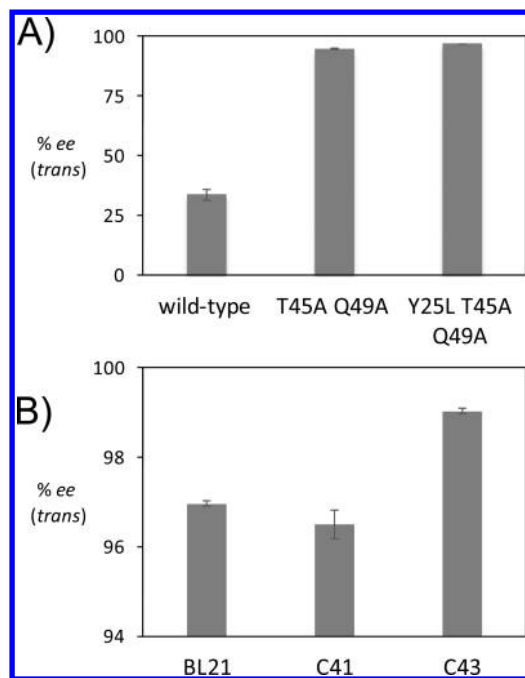 A)
100
75
% ee
(trans)
50
25
0
wild-type
T45A Q49A
Y25L T45A
Q49A
B)
100
98
% ee
(trans)
96
94
BL21
C41
C43